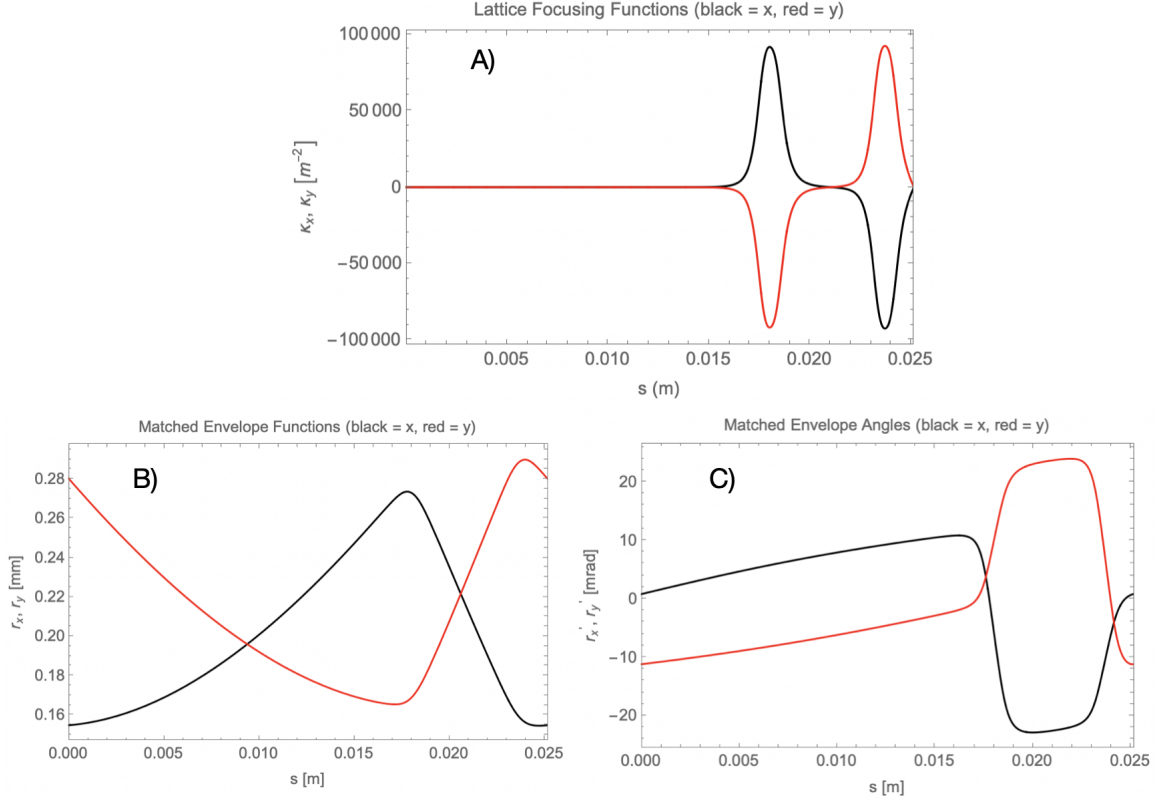 Lattice Focusing Functions (black = x, red = y)
A)
100 000
50 000
0
−50 000
−100 000
κx, κy [m⁻²]
0.005 0.010 0.015 0.020 0.025
s (m)
Matched Envelope Functions (black = x, red = y)
B)
0.28
0.26
0.24
0.22
0.20
0.18
0.16
rx, ry [mm]
0.000 0.005 0.010 0.015 0.020 0.025
s [m]
Matched Envelope Angles (black = x, red = y)
C)
20
10
0
−10
−20
rx′, ry′ [mrad]
0.000 0.005 0.010 0.015 0.020 0.025
s [m]